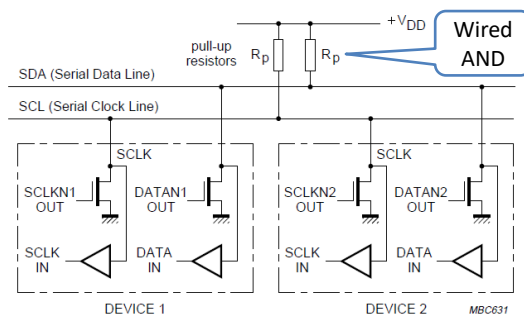 +VDD
Wired
AND
pull-up
resistors
Rp
Rp
SDA (Serial Data Line)
SCL (Serial Clock Line)
SCLK
SCLK
SCLKN1
OUT
DATAN1
OUT
SCLKN2
OUT
DATAN2
OUT
SCLK
IN
DATA
IN
SCLK
IN
DATA
IN
DEVICE 1
DEVICE 2
MBC631